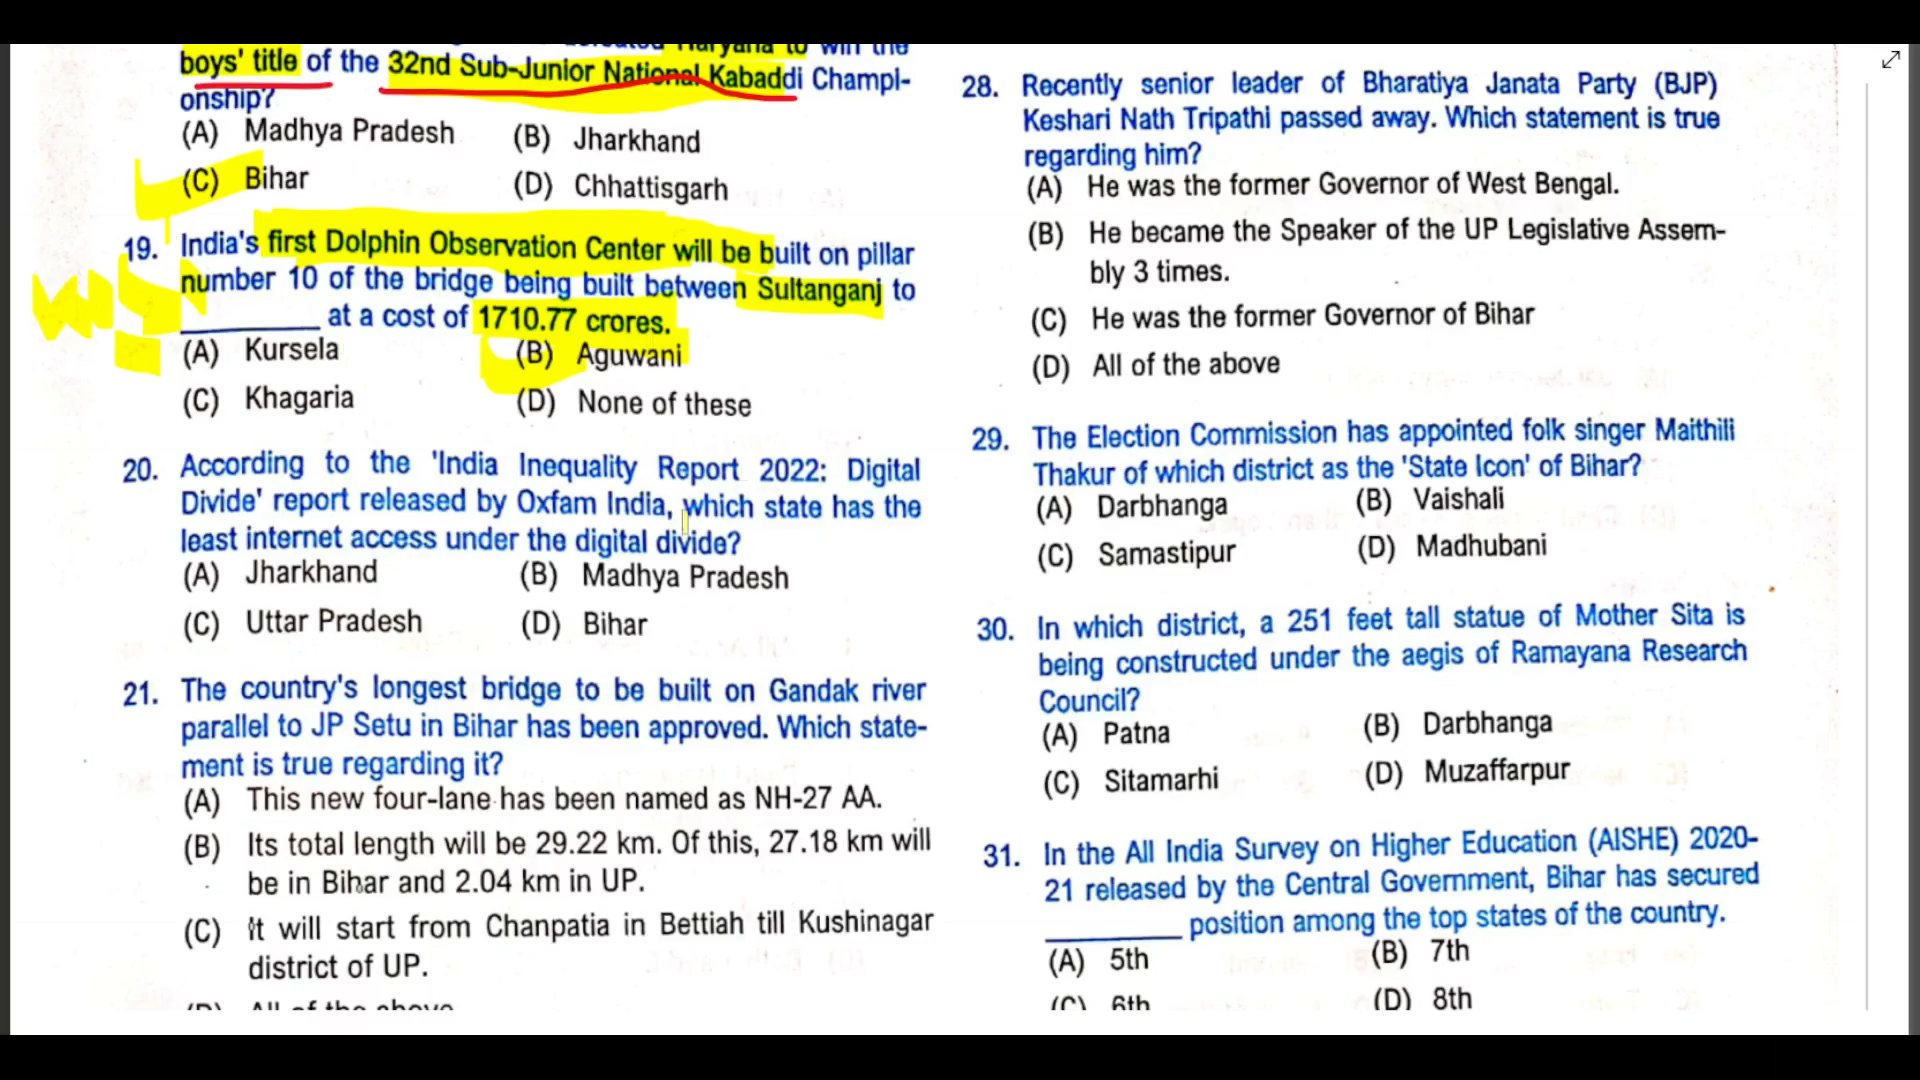 Haryana to win the
boys' title of the 32nd Sub-Junior National Kabaddi Champi-
onship?
(A) Madhya Pradesh (B) Jharkhand
(C) Bihar (D) Chhattisgarh
19. India's first Dolphin Observation Center will be built on pillar
number 10 of the bridge being built between Sultanganj to
__________ at a cost of 1710.77 crores.
(A) Kursela (B) Aguwani
(C) Khagaria (D) None of these
20. According to the 'India Inequality Report 2022: Digital
Divide' report released by Oxfam India, which state has the
least internet access under the digital divide?
(A) Jharkhand (B) Madhya Pradesh
(C) Uttar Pradesh (D) Bihar
21. The country's longest bridge to be built on Gandak river
parallel to JP Setu in Bihar has been approved. Which state-
ment is true regarding it?
(A) This new four-lane has been named as NH-27 AA.
(B) Its total length will be 29.22 km. Of this, 27.18 km will
be in Bihar and 2.04 km in UP.
(C) It will start from Chanpatia in Bettiah till Kushinagar
district of UP.
(D) All of the above
28. Recently senior leader of Bharatiya Janata Party (BJP)
Keshari Nath Tripathi passed away. Which statement is true
regarding him?
(A) He was the former Governor of West Bengal.
(B) He became the Speaker of the UP Legislative Assem-
bly 3 times.
(C) He was the former Governor of Bihar
(D) All of the above
29. The Election Commission has appointed folk singer Maithili
Thakur of which district as the 'State Icon' of Bihar?
(A) Darbhanga (B) Vaishali
(C) Samastipur (D) Madhubani
30. In which district, a 251 feet tall statue of Mother Sita is
being constructed under the aegis of Ramayana Research
Council?
(A) Patna (B) Darbhanga
(C) Sitamarhi (D) Muzaffarpur
31. In the All India Survey on Higher Education (AISHE) 2020-
21 released by the Central Government, Bihar has secured
__________ position among the top states of the country.
(A) 5th (B) 7th
(C) 6th (D) 8th